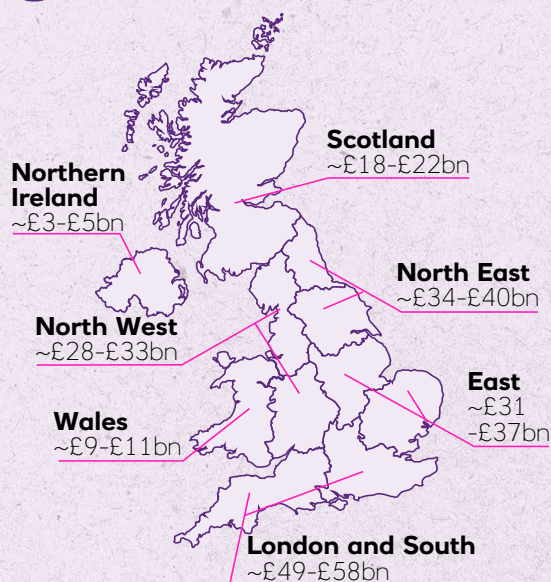 Scotland
~£18-£22bn
Northern
Ireland
~£3-£5bn
North East
~£34-£40bn
North West
~£28-£33bn
East
~£31
-£37bn
Wales
~£9-£11bn
London and South
~£49-£58bn